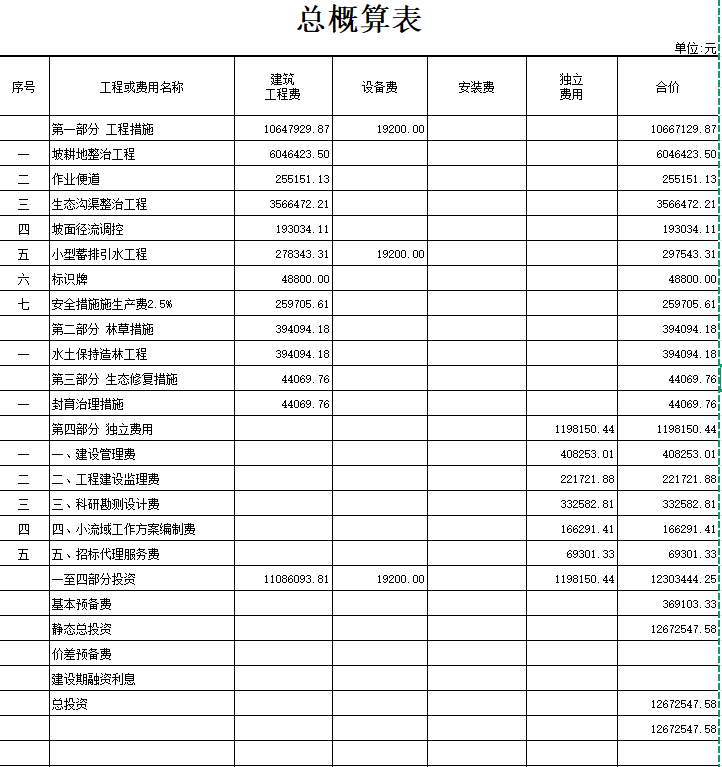 总概算表
单位:元
序号 工程或费用名称 建筑工程费 设备费 安装费 独立费用 合价
第一部分 工程措施 10647929.87 19200.00 10667129.87
一 坡耕地整治工程 6046423.50 6046423.50
二 作业便道 255151.13 255151.13
三 生态沟渠整治工程 3566472.21 3566472.21
四 坡面径流调控 193034.11 193034.11
五 小型蓄排引水工程 278343.31 19200.00 297543.31
六 标识牌 48800.00 48800.00
七 安全措施施生产费2.5% 259705.61 259705.61
第二部分 林草措施 394094.18 394094.18
一 水土保持造林工程 394094.18 394094.18
第三部分 生态修复措施 44069.76 44069.76
一 封育治理措施 44069.76 44069.76
第四部分 独立费用 1198150.44 1198150.44
一 一、建设管理费 408253.01 408253.01
二 二、工程建设监理费 221721.88 221721.88
三 三、科研勘测设计费 332582.81 332582.81
四 四、小流域工作方案编制费 166291.41 166291.41
五 五、招标代理服务费 69301.33 69301.33
一至四部分投资 11086093.81 19200.00 1198150.44 12303444.25
基本预备费 369103.33
静态总投资 12672547.58
价差预备费
建设期融资利息
总投资 12672547.58
12672547.58